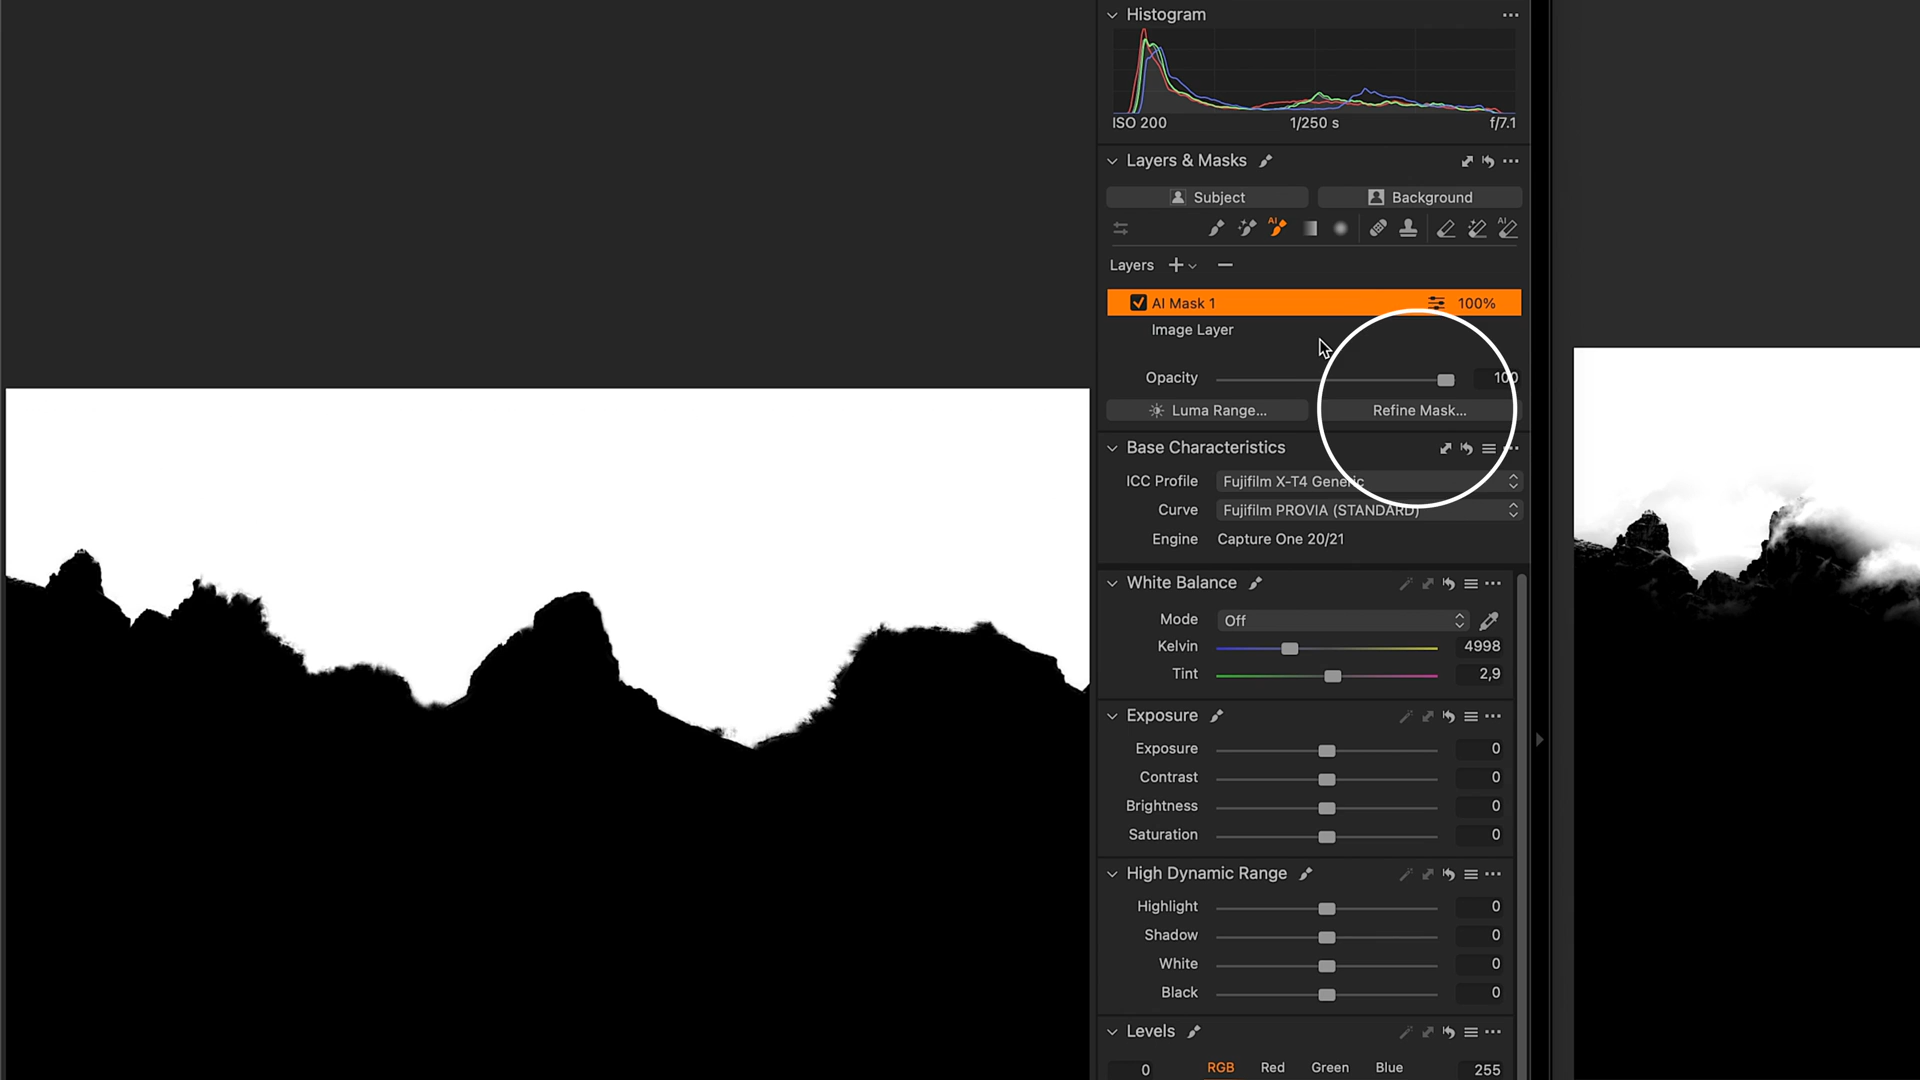 Histogram
ISO 200 1/250 s f/7.1
Layers & Masks
Subject Background
AI AI
Layers
AI Mask 1 100%
Image Layer
Opacity 100
Luma Range... Refine Mask...
Base Characteristics
ICC Profile Fujifilm X-T4 Generic
Curve Fujifilm PROVIA (STANDARD)
Engine Capture One 20/21
White Balance
Mode Off
Kelvin 4998
Tint 2,9
Exposure
Exposure 0
Contrast 0
Brightness 0
Saturation 0
High Dynamic Range
Highlight 0
Shadow 0
White 0
Black 0
Levels
0 RGB Red Green Blue 255